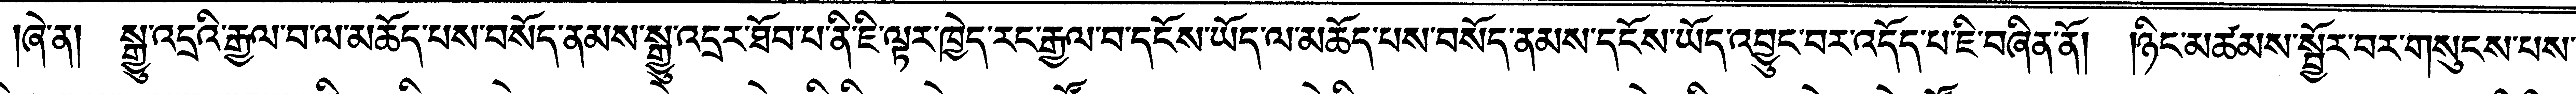 །ཞེ་ན། སྒྱུ་འདྲའི་རྒྱལ་བ་ལ་མཆོད་པས་བསོད་ནམས་སྒྱུ་འདྲར་ཐོབ་པ་ནི་ཇི་ལྟར་ཁྱེད་རང་རྒྱལ་བ་དངོས་ཡོད་ལ་མཆོད་པས་བསོད་ནམས་དངོས་ཡོད་འབྱུང་བར་འདོད་པ་ཇི་བཞིན་ནོ། །ཉིང་མཚམས་སྦྱོར་བར་གསུངས་པས་